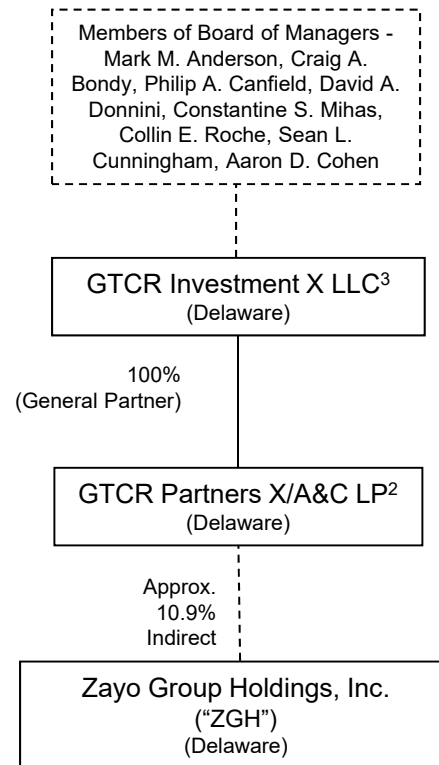 Members of Board of Managers -
Mark M. Anderson, Craig A.
Bondy, Philip A. Canfield, David A.
Donnini, Constantine S. Mihas,
Collin E. Roche, Sean L.
Cunningham, Aaron D. Cohen
GTCR Investment X LLC³
(Delaware)
100%
(General Partner)
GTCR Partners X/A&C LP²
(Delaware)
Approx.
10.9%
Indirect
Zayo Group Holdings, Inc.
(“ZGH”)
(Delaware)